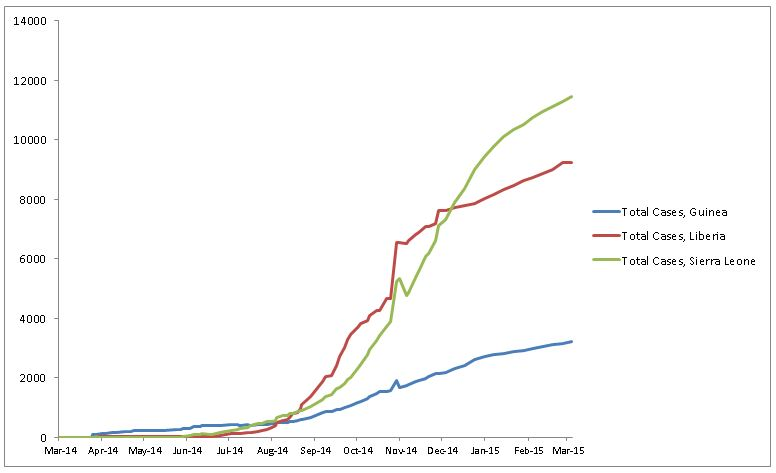 14000
12000
10000
8000
6000
4000
2000
0
Mar-14 Apr-14 May-14 Jun-14 Jul-14 Aug-14 Sep-14 Oct-14 Nov-14 Dec-14 Jan-15 Feb-15 Mar-15
Total Cases, Guinea
Total Cases, Liberia
Total Cases, Sierra Leone